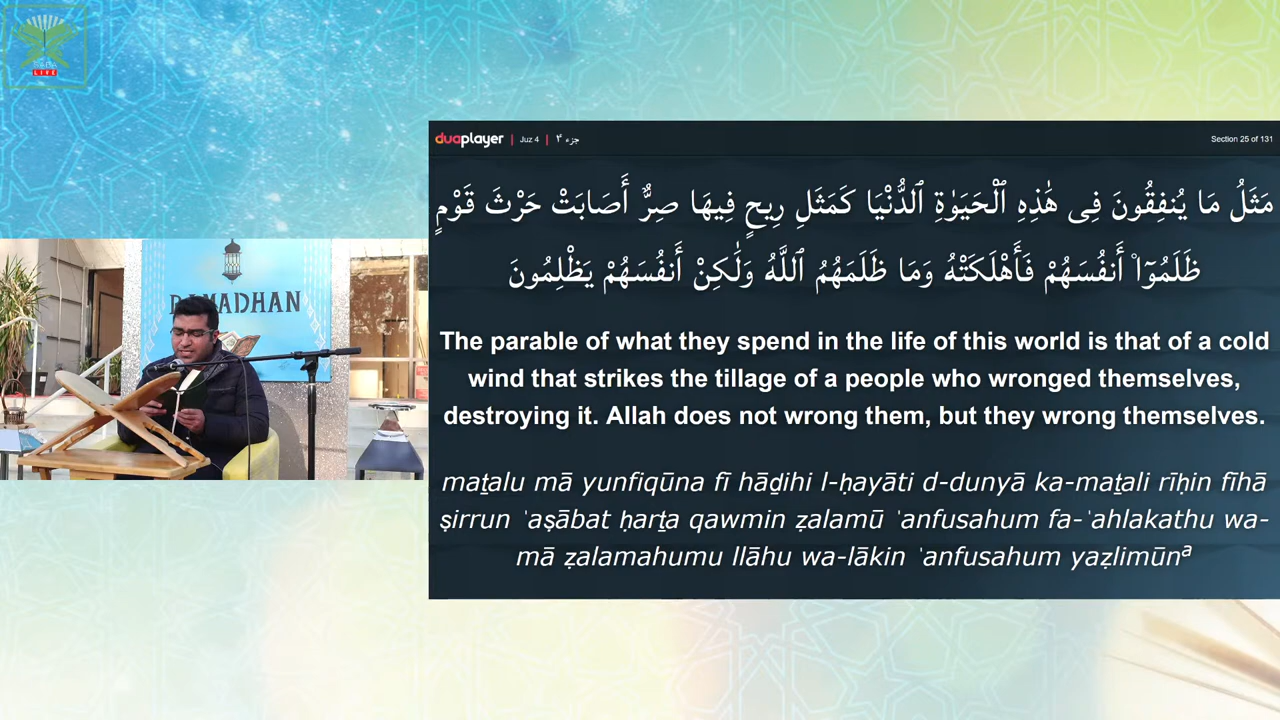 SABA
LIVE
duaplayer | Juz 4 | جزء ۴
Section 25 of 131
مَثَلُ مَا يُنفِقُونَ فِى هَٰذِهِ ٱلْحَيَوٰةِ ٱلدُّنْيَا كَمَثَلِ رِيحٍ فِيهَا صِرٌّ أَصَابَتْ حَرْثَ قَوْمٍ
ظَلَمُوٓا۟ أَنفُسَهُمْ فَأَهْلَكَتْهُ وَمَا ظَلَمَهُمُ ٱللَّهُ وَلَٰكِنْ أَنفُسَهُمْ يَظْلِمُونَ
The parable of what they spend in the life of this world is that of a cold
wind that strikes the tillage of a people who wronged themselves,
destroying it. Allah does not wrong them, but they wrong themselves.
maṯalu mā yunfiqūna fī hāḏihi l-ḥayāti d-dunyā ka-maṯali rīḥin fīhā
ṣirrun ʾaṣābat ḥarṯa qawmin ẓalamū ʾanfusahum fa-ʾahlakathu wa-
mā ẓalamahumu llāhu wa-lākin ʾanfusahum yaẓlimūnᵃ
RAMADHAN